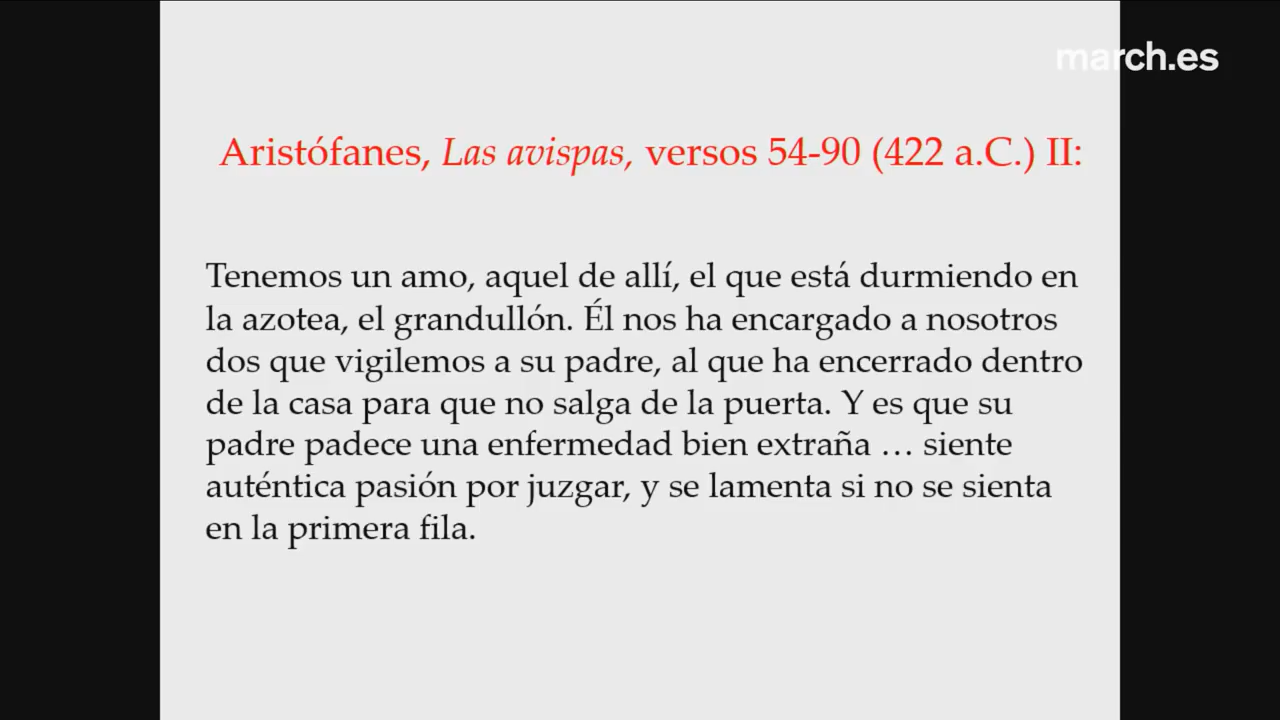 march.es
Aristófanes, Las avispas, versos 54-90 (422 a.C.) II:
Tenemos un amo, aquel de allí, el que está durmiendo en
la azotea, el grandullón. Él nos ha encargado a nosotros
dos que vigilemos a su padre, al que ha encerrado dentro
de la casa para que no salga de la puerta. Y es que su
padre padece una enfermedad bien extraña … siente
auténtica pasión por juzgar, y se lamenta si no se sienta
en la primera fila.